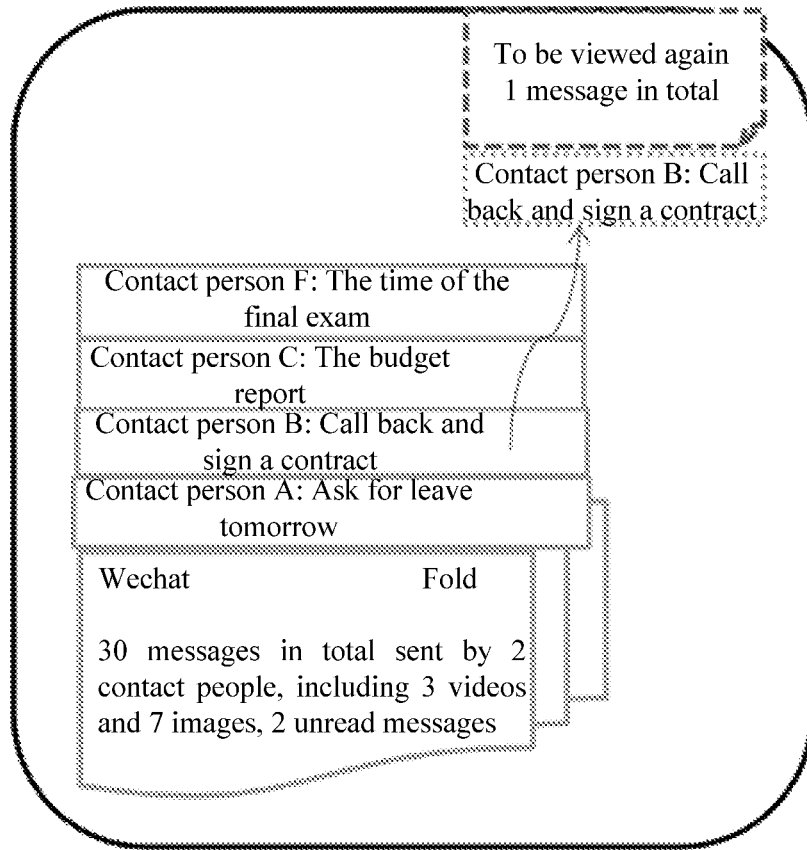 To be viewed again
1 message in total
Contact person B: Call
back and sign a contract
Contact person F: The time of the
final exam
Contact person C: The budget
report
Contact person B: Call back and
sign a contract
Contact person A: Ask for leave
tomorrow
Wechat Fold
30 messages in total sent by 2
contact people, including 3 videos
and 7 images, 2 unread messages